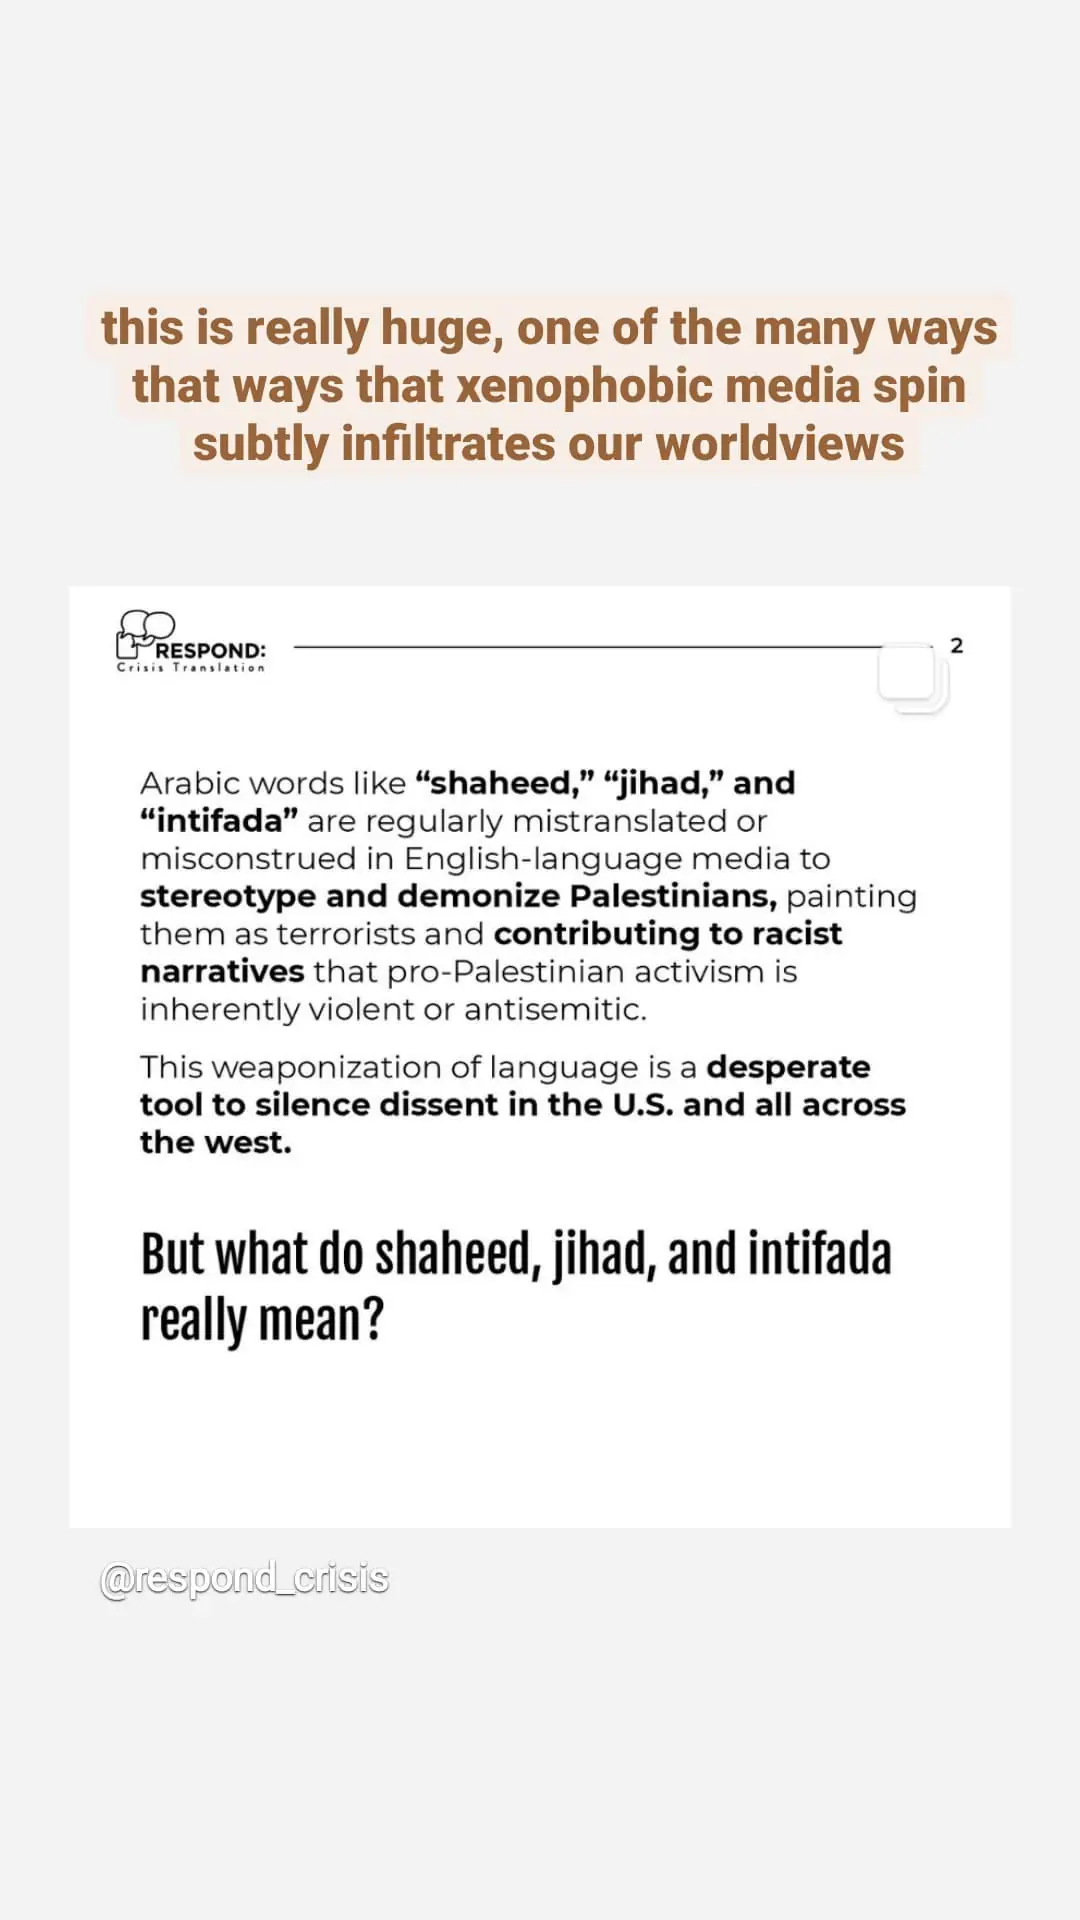 this is really huge, one of the many ways
that ways that xenophobic media spin
subtly infiltrates our worldviews
RESPOND:
Crisis Translation
2
Arabic words like “shaheed,” “jihad,” and
“intifada” are regularly mistranslated or
misconstrued in English-language media to
stereotype and demonize Palestinians, painting
them as terrorists and contributing to racist
narratives that pro-Palestinian activism is
inherently violent or antisemitic.
This weaponization of language is a desperate
tool to silence dissent in the U.S. and all across
the west.
But what do shaheed, jihad, and intifada
really mean?
@respond_crisis